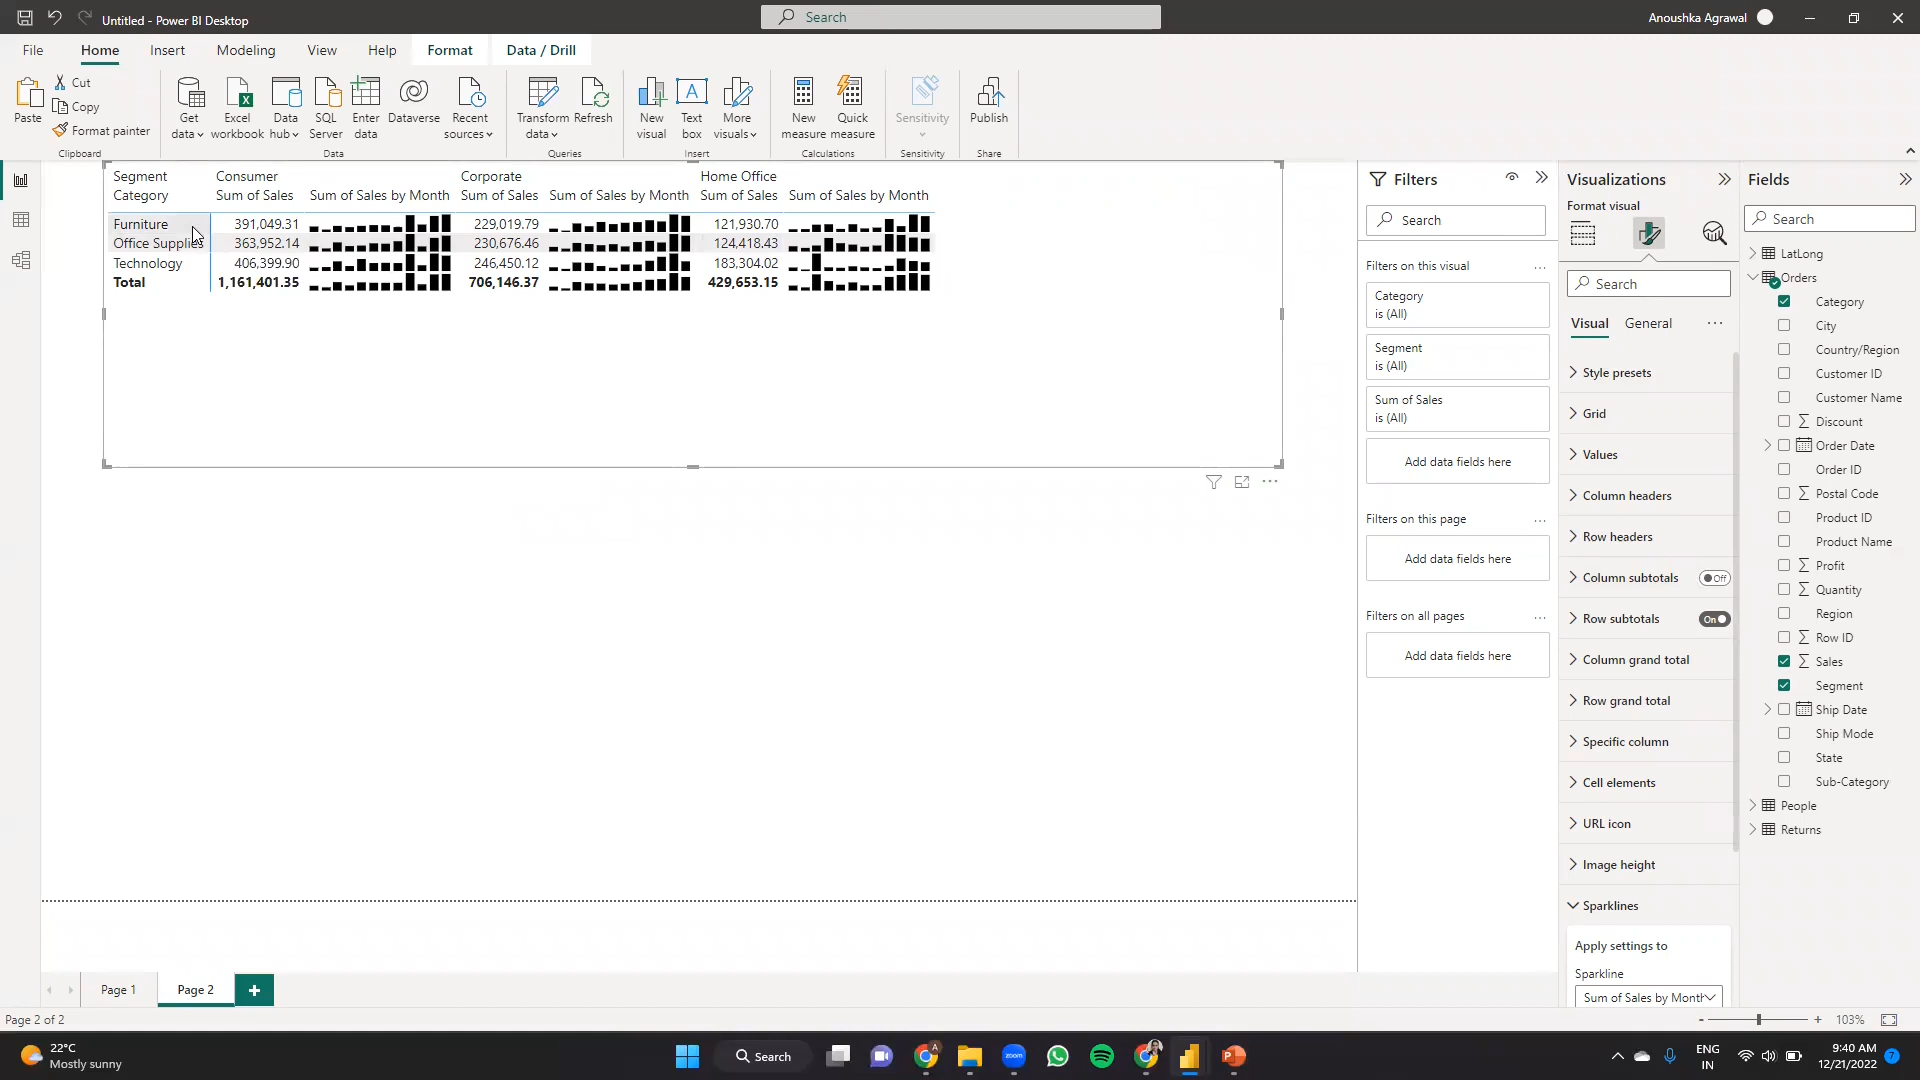 Untitled - Power BI Desktop
Search
Anoushka Agrawal
File Home Insert Modeling View Help Format Data / Drill
Paste
Cut
Copy
Format painter
Clipboard
Get data
Excel workbook
Data hub
SQL Server
Enter data
Dataverse
Recent sources
Data
Transform data
Refresh
Queries
New visual
Text box
More visuals
Insert
New measure
Quick measure
Calculations
Sensitivity
Sensitivity
Publish
Share
Segment Consumer Corporate Home Office
Category Sum of Sales Sum of Sales by Month Sum of Sales Sum of Sales by Month Sum of Sales Sum of Sales by Month
Furniture 391,049.31 229,019.79 121,930.70
Office Supplies 363,952.14 230,676.46 124,418.43
Technology 406,399.90 246,450.12 183,304.02
Total 1,161,401.35 706,146.37 429,653.15
Filters
Search
Filters on this visual
Category
is (All)
Segment
is (All)
Sum of Sales
is (All)
Add data fields here
Filters on this page
Add data fields here
Filters on all pages
Add data fields here
Visualizations
Format visual
Search
Visual General
Style presets
Grid
Values
Column headers
Row headers
Column subtotals Off
Row subtotals On
Column grand total
Row grand total
Specific column
Cell elements
URL icon
Image height
Sparklines
Apply settings to
Sparkline
Sum of Sales by Month
Fields
Search
LatLong
Orders
Category
City
Country/Region
Customer ID
Customer Name
Discount
Order Date
Order ID
Postal Code
Product ID
Product Name
Profit
Quantity
Region
Row ID
Sales
Segment
Ship Date
Ship Mode
State
Sub-Category
People
Returns
Page 1 Page 2
Page 2 of 2
103%
22°C
Mostly sunny
Search
zoom
ENG
IN
9:40 AM
12/21/2022
7